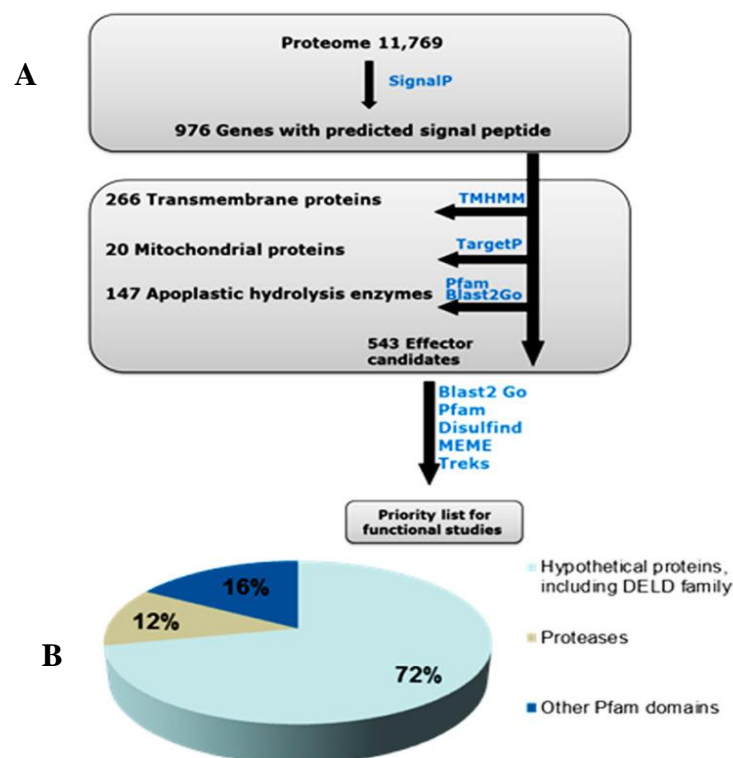 A
Proteome 11,769
SignalP
976 Genes with predicted signal peptide
266 Transmembrane proteins
TMHMM
20 Mitochondrial proteins
TargetP
147 Apoplastic hydrolysis enzymes
Pfam
Blast2Go
543 Effector
candidates
Blast2 Go
Pfam
Disulfind
MEME
Treks
Priority list for
functional studies
B
16%
12%
72%
Hypothetical proteins,
including DELD family
Proteases
Other Pfam domains